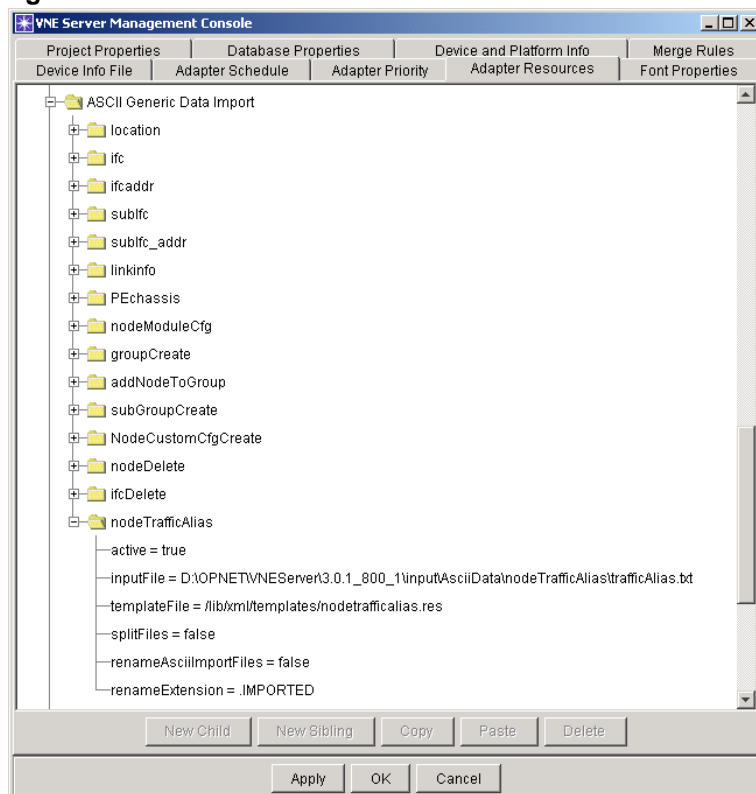 VNE Server Management Console
Project Properties Database Properties Device and Platform Info Merge Rules
Device Info File Adapter Schedule Adapter Priority Adapter Resources Font Properties
ASCII Generic Data Import
location
ifc
ifcaddr
subIfc
subIfc_addr
linkinfo
PEchassis
nodeModuleCfg
groupCreate
addNodeToGroup
subGroupCreate
NodeCustomCfgCreate
nodeDelete
ifcDelete
nodeTrafficAlias
active = true
inputFile = D:\OPNET\VNEServer\3.0.1_800_1\input\AsciiData\nodeTrafficAlias\trafficAlias.txt
templateFile = /lib/xml/templates/nodetrafficalias.res
splitFiles = false
renameAsciiImportFiles = false
renameExtension = .IMPORTED
New Child New Sibling Copy Paste Delete
Apply OK Cancel